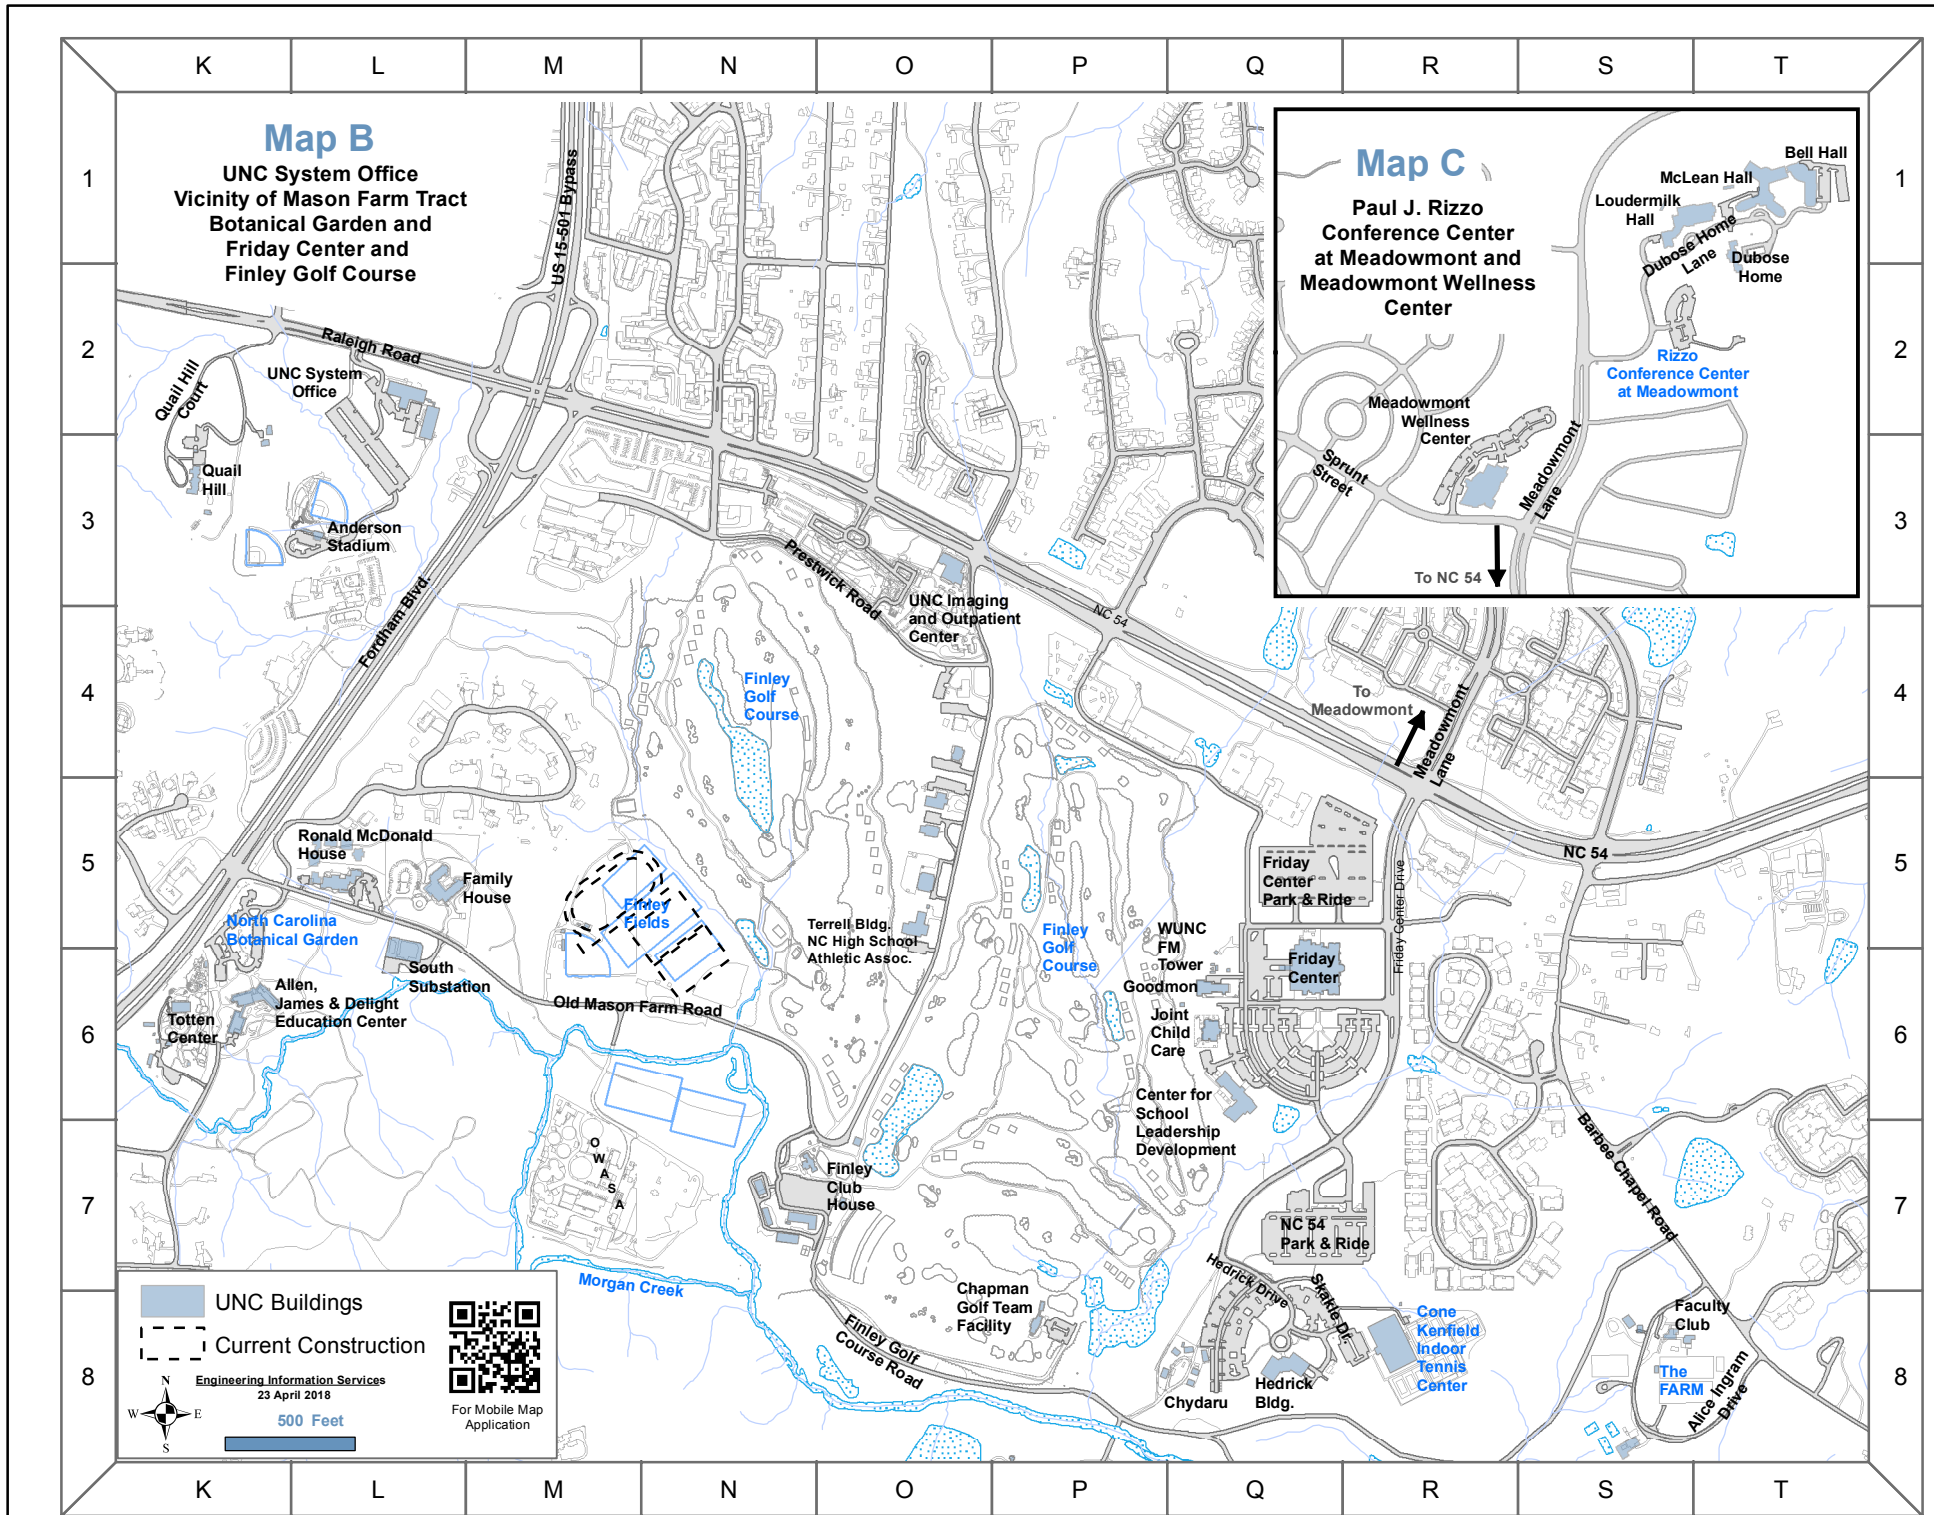 K L M N O P Q R S T
1
2
3
4
5
6
7
8
Map B
UNC System Office
Vicinity of Mason Farm Tract
Botanical Garden and
Friday Center and
Finley Golf Course
US 15-501 Bypass
Map C
Paul J. Rizzo
Conference Center
at Meadowmont and
Meadowmont Wellness
Center
Bell Hall
McLean Hall
Loudermilk
Hall
Dubose Home
Lane
Dubose
Home
Rizzo
Conference Center
at Meadowmont
Meadowmont
Wellness
Center
Sprunt
Street
Meadowmont
Lane
To NC 54
Raleigh Road
Quail Hill
Court
UNC System
Office
Quail
Hill
Anderson
Stadium
Fordham Blvd.
Prestwick Road
UNC Imaging
and Outpatient
Center
NC 54
Finley
Golf
Course
To
Meadowmont
Meadowmont
Lane
Ronald McDonald
House
Family
House
North Carolina
Botanical Garden
Finley
Fields
Terrell Bldg.
NC High School
Athletic Assoc.
Finley
Golf
Course
WUNC
FM
Tower
Friday
Center
Park & Ride
Friday Center Drive
NC 54
Friday
Center
Goodmon
Joint
Child
Care
Center for
School
Leadership
Development
South
Substation
Allen,
James & Delight
Education Center
Totten
Center
Old Mason Farm Road
O
W
A
S
A
Finley
Club
House
Barbee Chapel Road
NC 54
Park & Ride
Morgan Creek
Hedrick Drive
Skakle Dr.
Chapman
Golf Team
Facility
Finley Golf
Course Road
Cone
Kenfield
Indoor
Tennis
Center
Faculty
Club
The
FARM
Alice Ingram
Drive
Chydaru
Hedrick
Bldg.
UNC Buildings
Current Construction
Engineering Information Services
23 April 2018
500 Feet
N
W E
S
For Mobile Map
Application
1
2
3
4
5
6
7
8
K L M N O P Q R S T